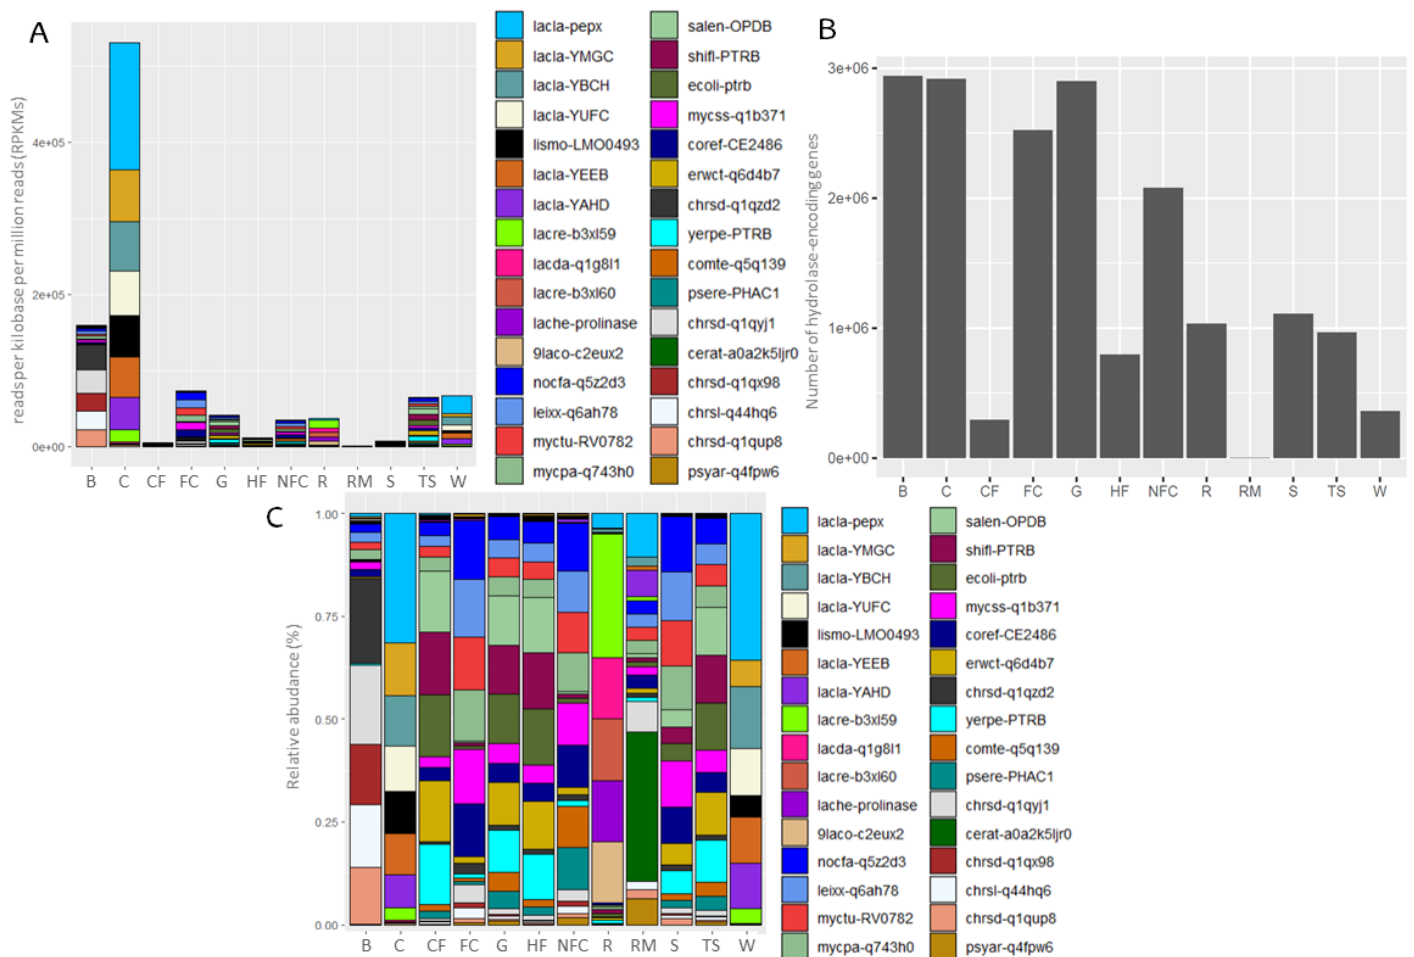 A
reads per kilobase per million reads (RPKMs)
4e+05
2e+05
0e+00
B C CF FC G HF NFC R RM S TS W
lacla-pepx salen-OPDB
lacla-YMGC shifl-PTRB
lacla-YBCH ecoli-ptrb
lacla-YUFC mycss-q1b371
lismo-LMO0493 coref-CE2486
lacla-YEEB erwct-q6d4b7
lacla-YAHD chrsd-q1qzd2
lacre-b3xl59 yerpe-PTRB
lacda-q1g8l1 comte-q5q139
lacre-b3xl60 psere-PHAC1
lache-prolinase chrsd-q1qyj1
9laco-c2eux2 cerat-a0a2k5ljr0
nocfa-q5z2d3 chrsd-q1qx98
leixx-q6ah78 chrsl-q44hq6
myctu-RV0782 chrsd-q1qup8
mycpa-q743h0 psyar-q4fpw6
B
Number of hydrolase-encoding genes
3e+06
2e+06
1e+06
0e+00
B C CF FC G HF NFC R RM S TS W
C
Relative abudance (%)
1.00
0.75
0.50
0.25
0.00
B C CF FC G HF NFC R RM S TS W
lacla-pepx salen-OPDB
lacla-YMGC shifl-PTRB
lacla-YBCH ecoli-ptrb
lacla-YUFC mycss-q1b371
lismo-LMO0493 coref-CE2486
lacla-YEEB erwct-q6d4b7
lacla-YAHD chrsd-q1qzd2
lacre-b3xl59 yerpe-PTRB
lacda-q1g8l1 comte-q5q139
lacre-b3xl60 psere-PHAC1
lache-prolinase chrsd-q1qyj1
9laco-c2eux2 cerat-a0a2k5ljr0
nocfa-q5z2d3 chrsd-q1qx98
leixx-q6ah78 chrsl-q44hq6
myctu-RV0782 chrsd-q1qup8
mycpa-q743h0 psyar-q4fpw6